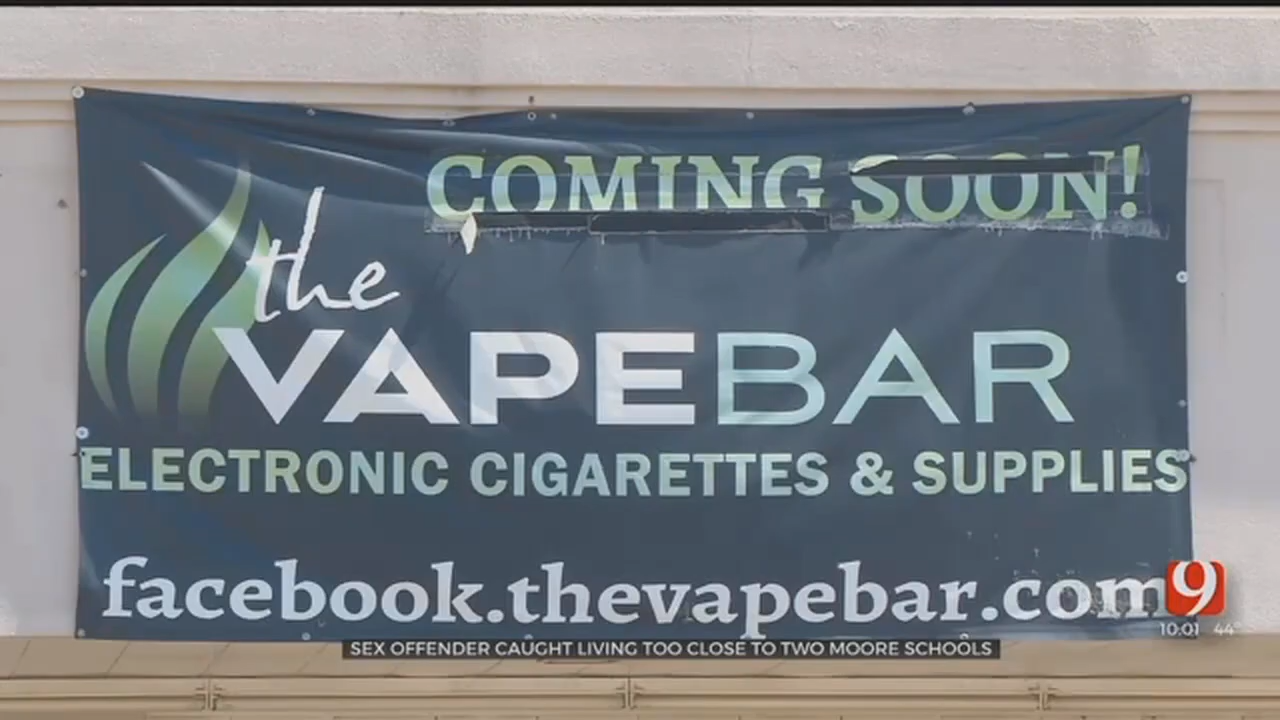 COMING SOON!
the
VAPEBAR
ELECTRONIC CIGARETTES & SUPPLIES
facebook.thevapebar.com
9
10:01 44°
SEX OFFENDER CAUGHT LIVING TOO CLOSE TO TWO MOORE SCHOOLS